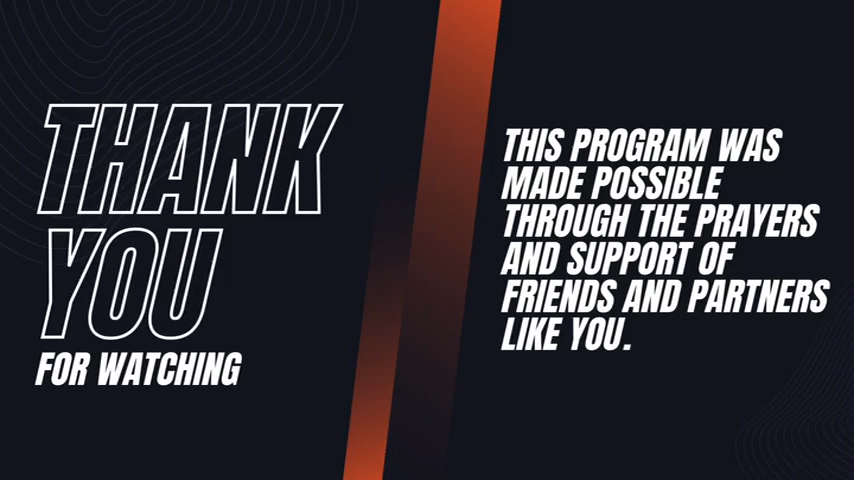 THANK
YOU
FOR WATCHING
THIS PROGRAM WAS
MADE POSSIBLE
THROUGH THE PRAYERS
AND SUPPORT OF
FRIENDS AND PARTNERS
LIKE YOU.